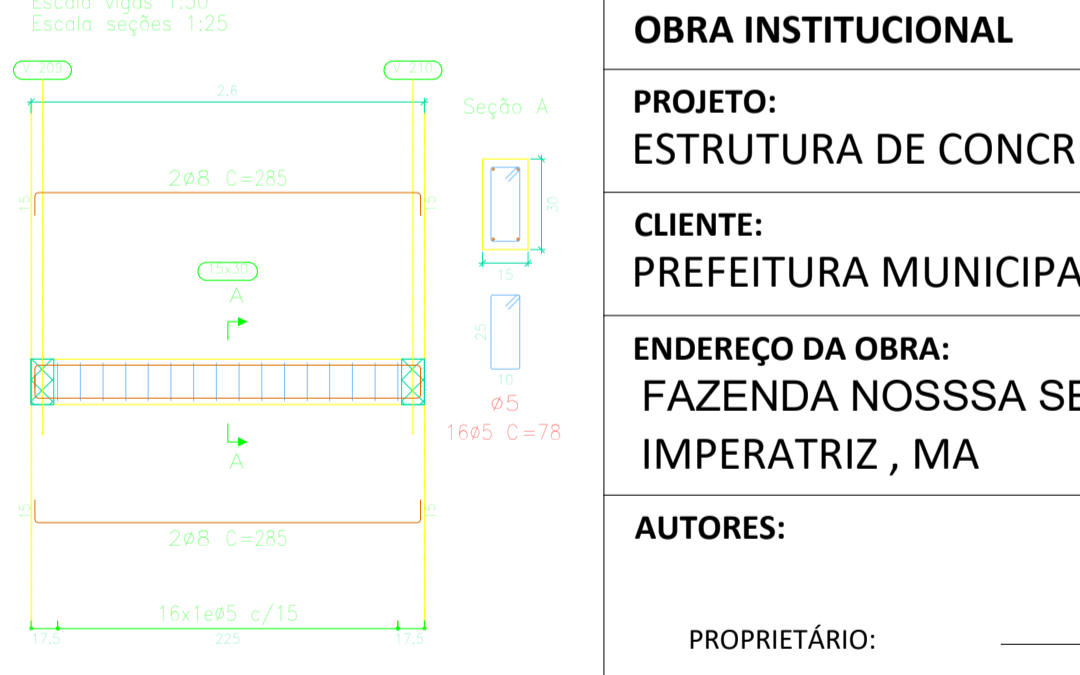 Escala vigas 1:50
Escala seções 1:25
V 209
V 210
2.6
Seção A
2ø8 C=285
15
15
30
15x30
A
15
25
10
ø5
16ø5 C=78
A
15
15
2ø8 C=285
16x1eø5 c/15
17.5
225
17.5
OBRA INSTITUCIONAL
PROJETO:
ESTRUTURA DE CONCR
CLIENTE:
PREFEITURA MUNICIPA
ENDEREÇO DA OBRA:
FAZENDA NOSSSA SE
IMPERATRIZ , MA
AUTORES:
PROPRIETÁRIO: